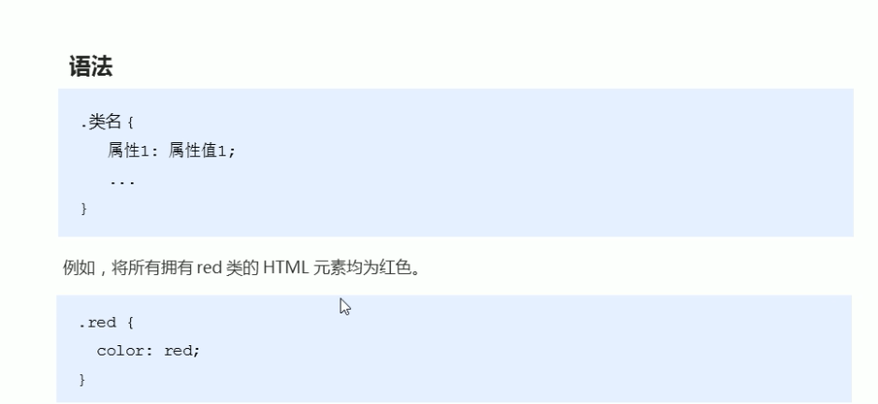 语法
.类名 {
属性1: 属性值1;
...
}
例如，将所有拥有 red 类的 HTML 元素均为红色。
.red {
color: red;
}